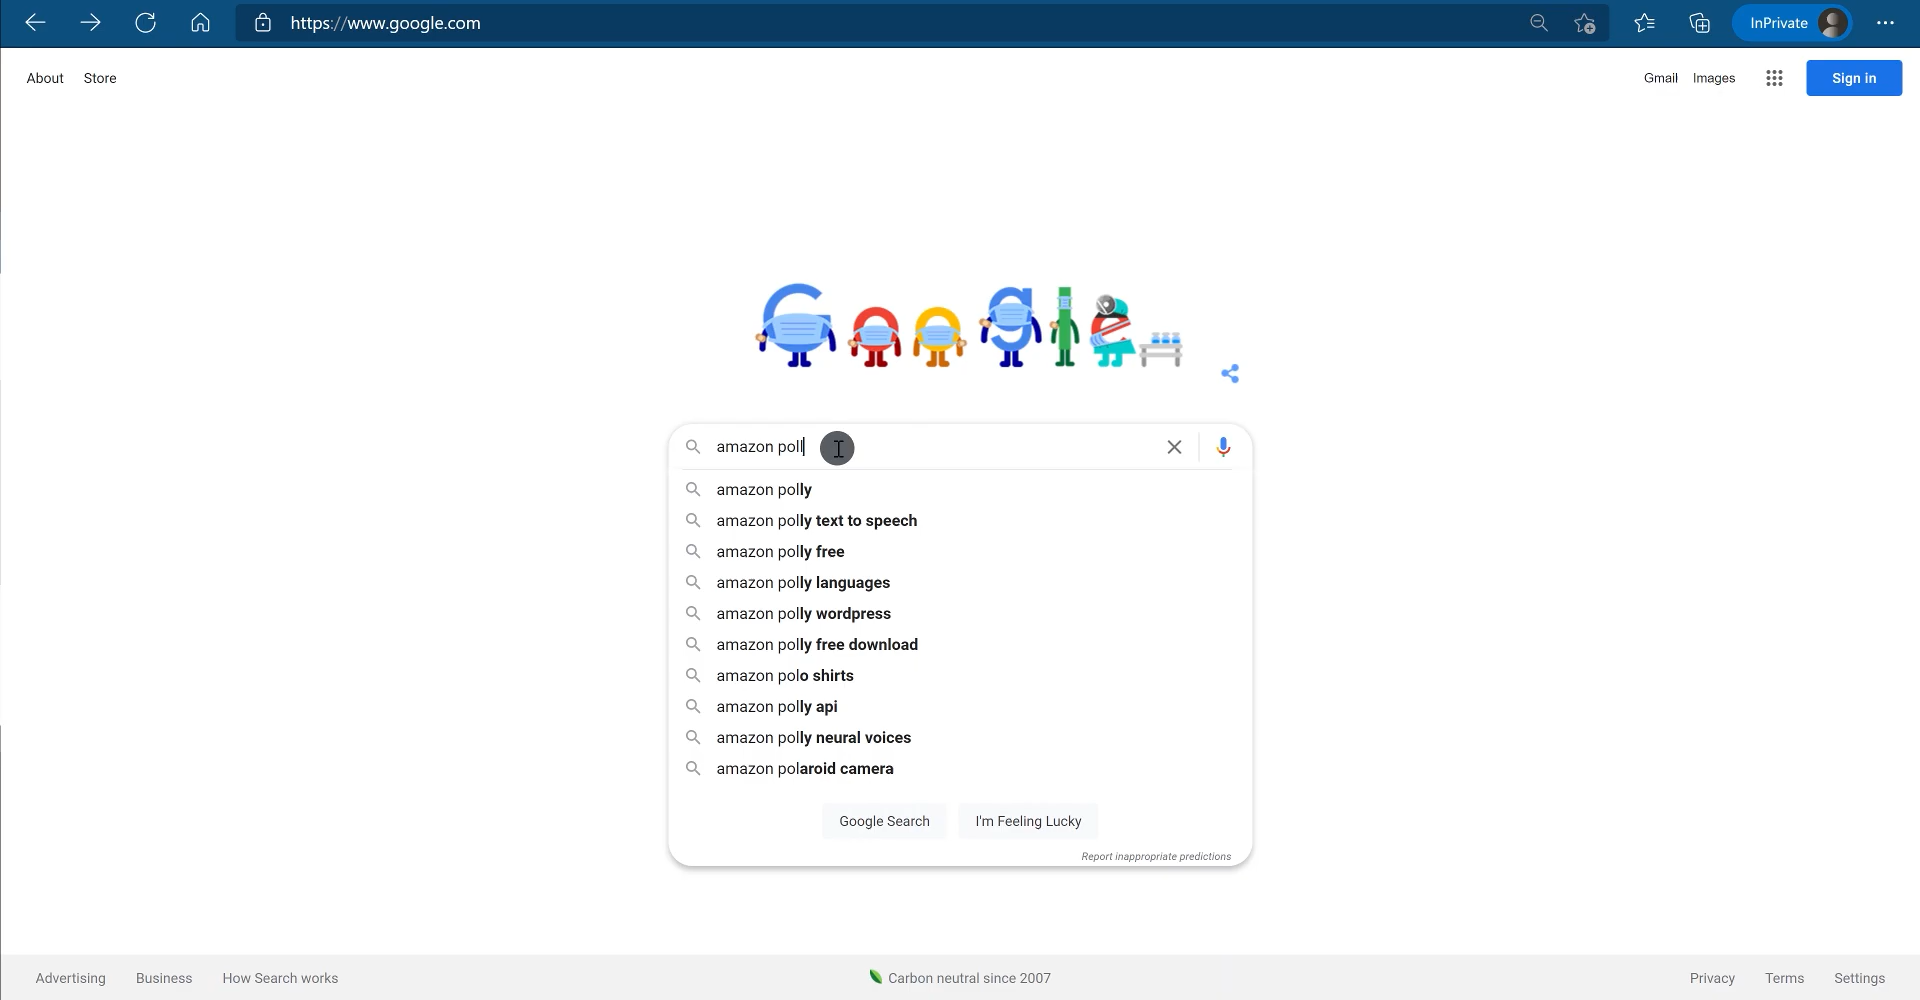 https://www.google.com
InPrivate
About Store
Gmail Images
Sign in
Google
amazon poll
amazon polly
amazon polly text to speech
amazon polly free
amazon polly languages
amazon polly wordpress
amazon polly free download
amazon polo shirts
amazon polly api
amazon polly neural voices
amazon polaroid camera
Google Search I'm Feeling Lucky
Report inappropriate predictions
Advertising Business How Search works Carbon neutral since 2007 Privacy Terms Settings